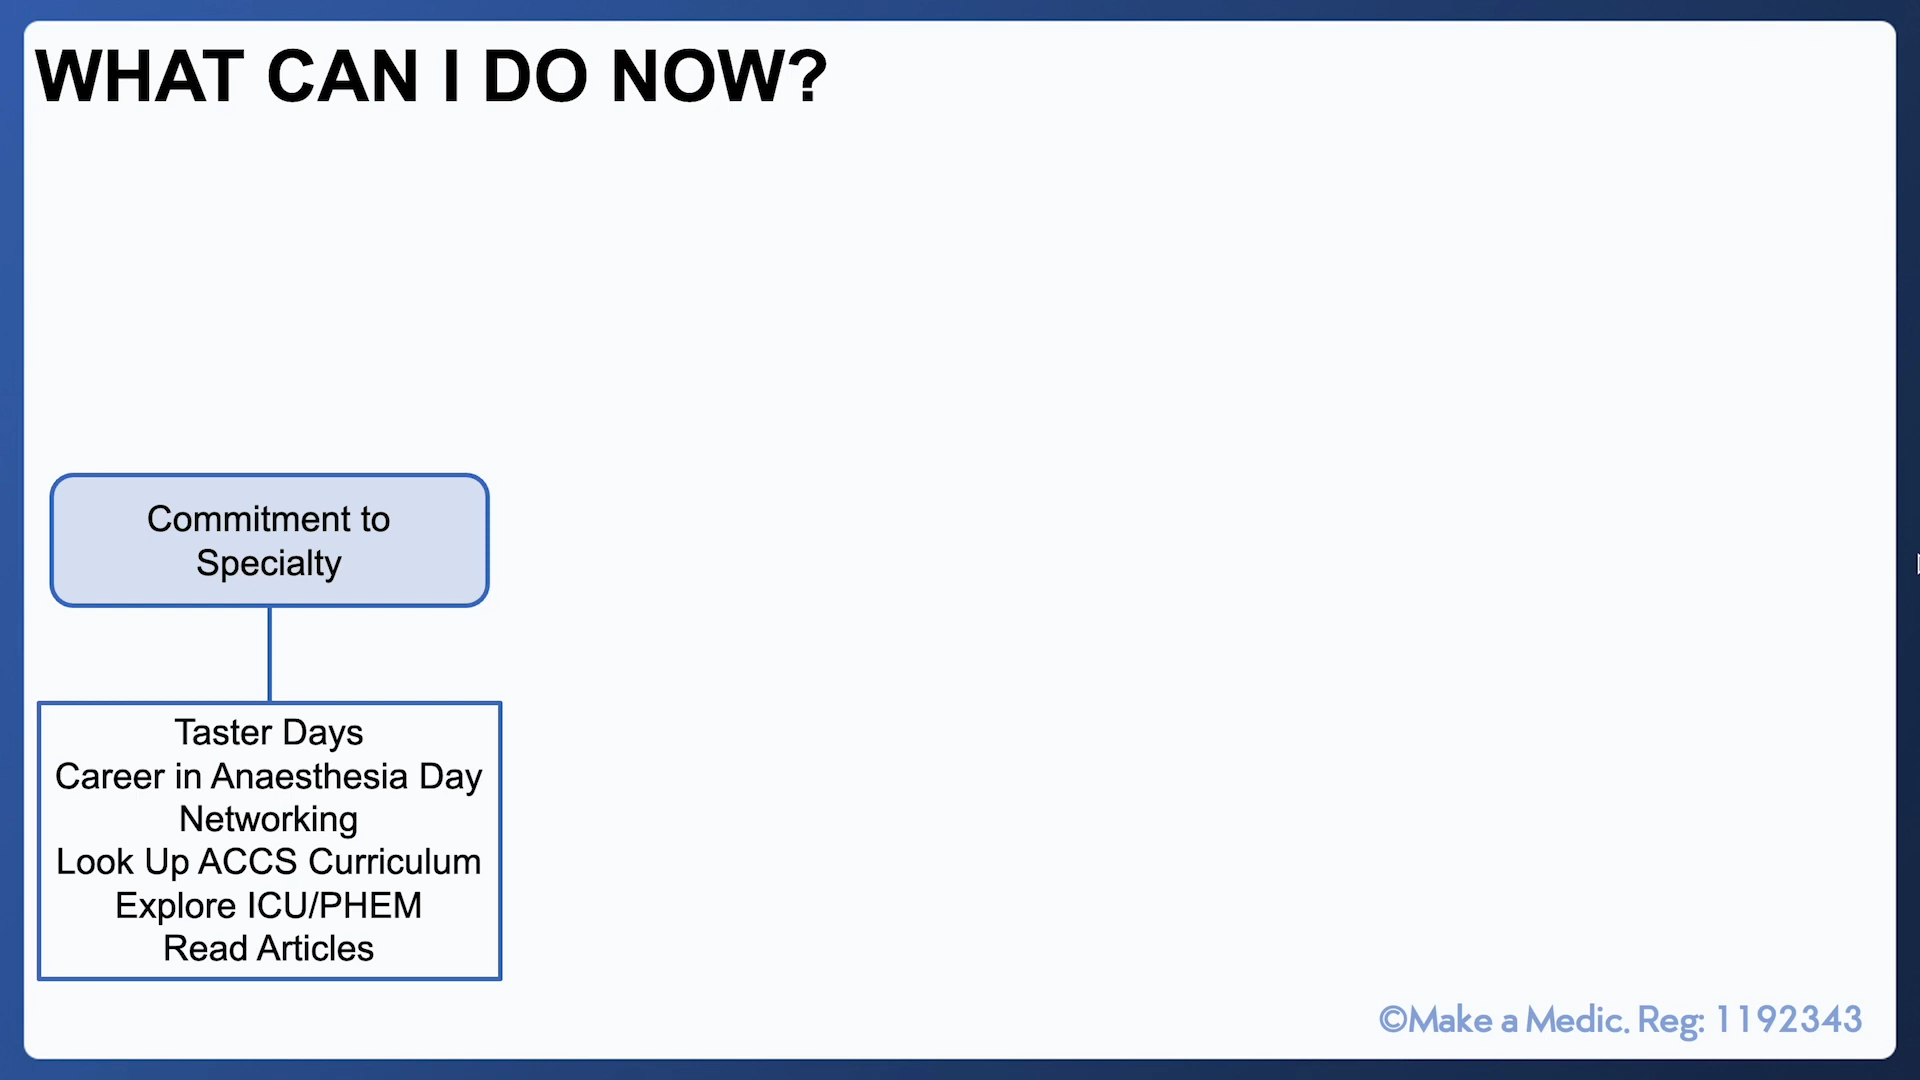 WHAT CAN I DO NOW?
Commitment to
Specialty
Taster Days
Career in Anaesthesia Day
Networking
Look Up ACCS Curriculum
Explore ICU/PHEM
Read Articles
©Make a Medic. Reg: 1192343